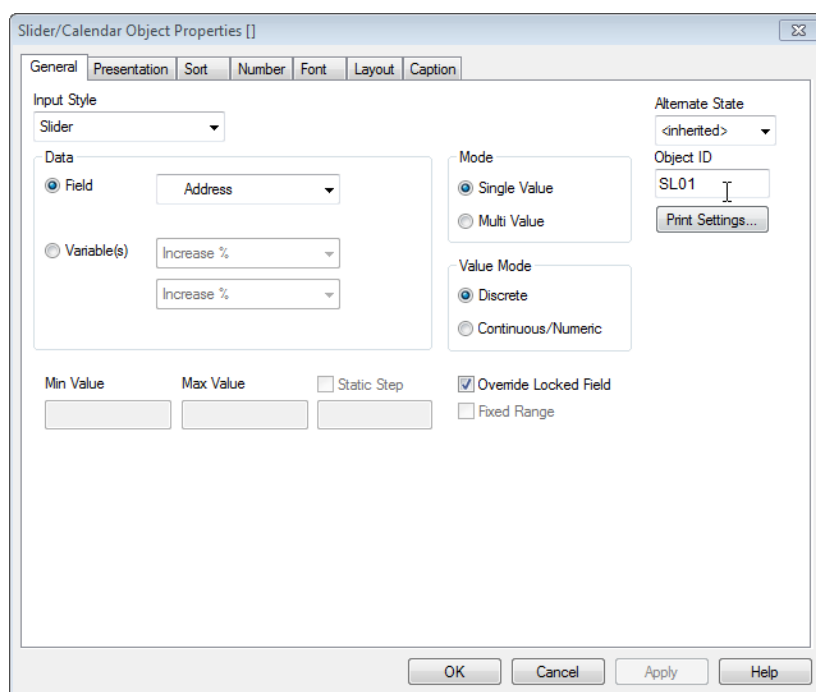 Slider/Calendar Object Properties []
General Presentation Sort Number Font Layout Caption
Input Style
Slider
Alternate State
<inherited>
Object ID
SL01
Print Settings...
Data
Field Address
Variable(s) Increase %
Increase %
Mode
Single Value
Multi Value
Value Mode
Discrete
Continuous/Numeric
Min Value Max Value Static Step
Override Locked Field
Fixed Range
OK Cancel Apply Help